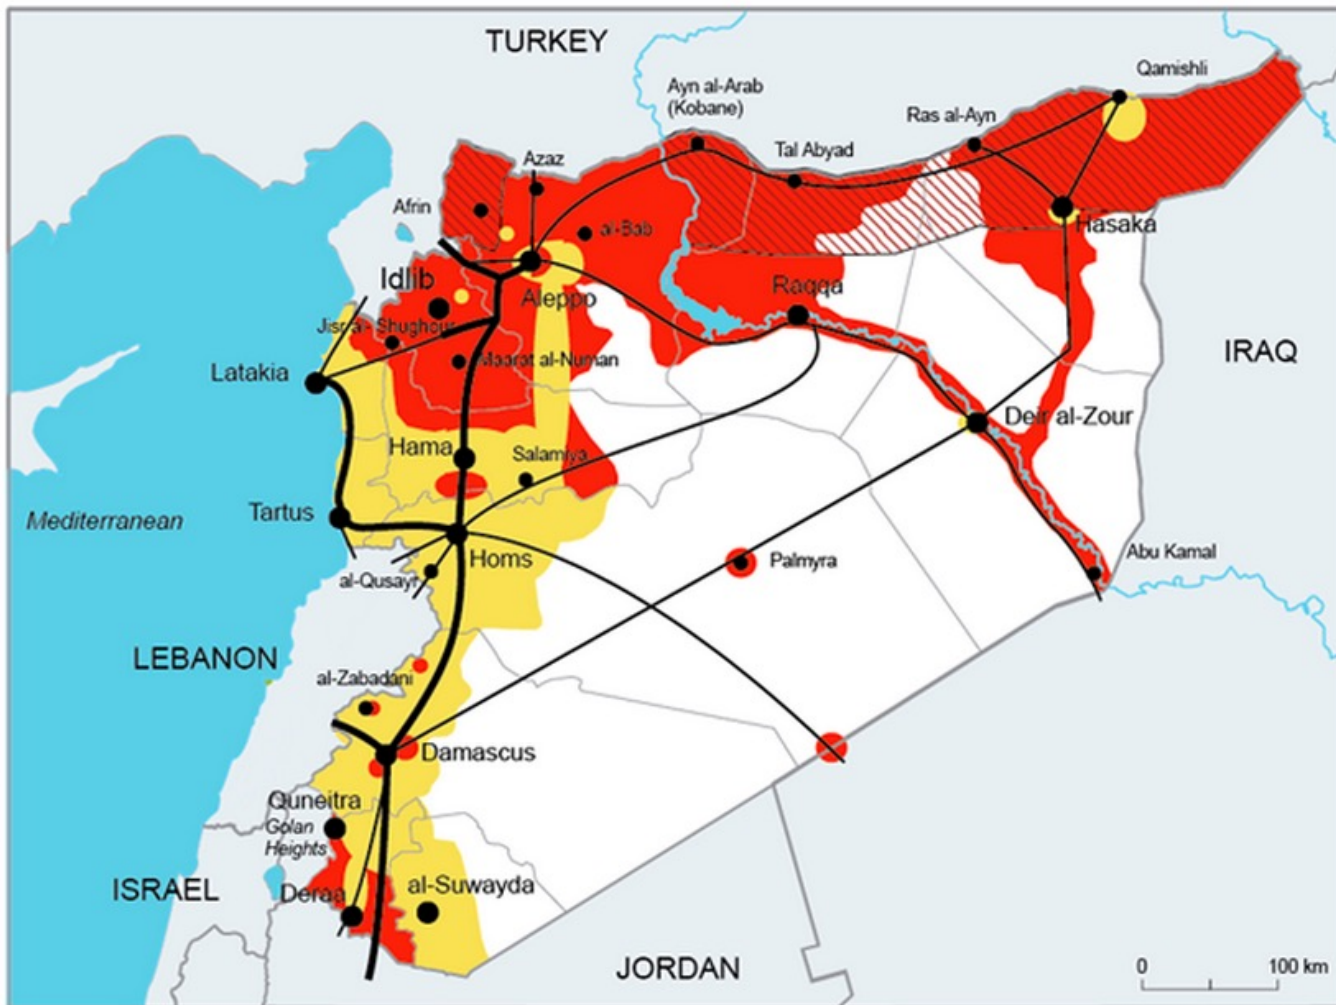 TURKEY
Qamishli
Ayn al-Arab
(Kobane)
Ras al-Ayn
Tal Abyad
Azaz
Afrin
al-Bab
Hasaka
Idlib
Aleppo
Raqqa
Jisr a - Shughour
Maarat al-Numan
Latakia
IRAQ
Deir al-Zour
Hama
Salamiya
Tartus
Mediterranean
Homs
Palmyra
Abu Kamal
al-Qusayr
LEBANON
al-Zabadani
Damascus
Quneitra
Golan
Heights
ISRAEL
Deraa
al-Suwayda
JORDAN
0 100 km